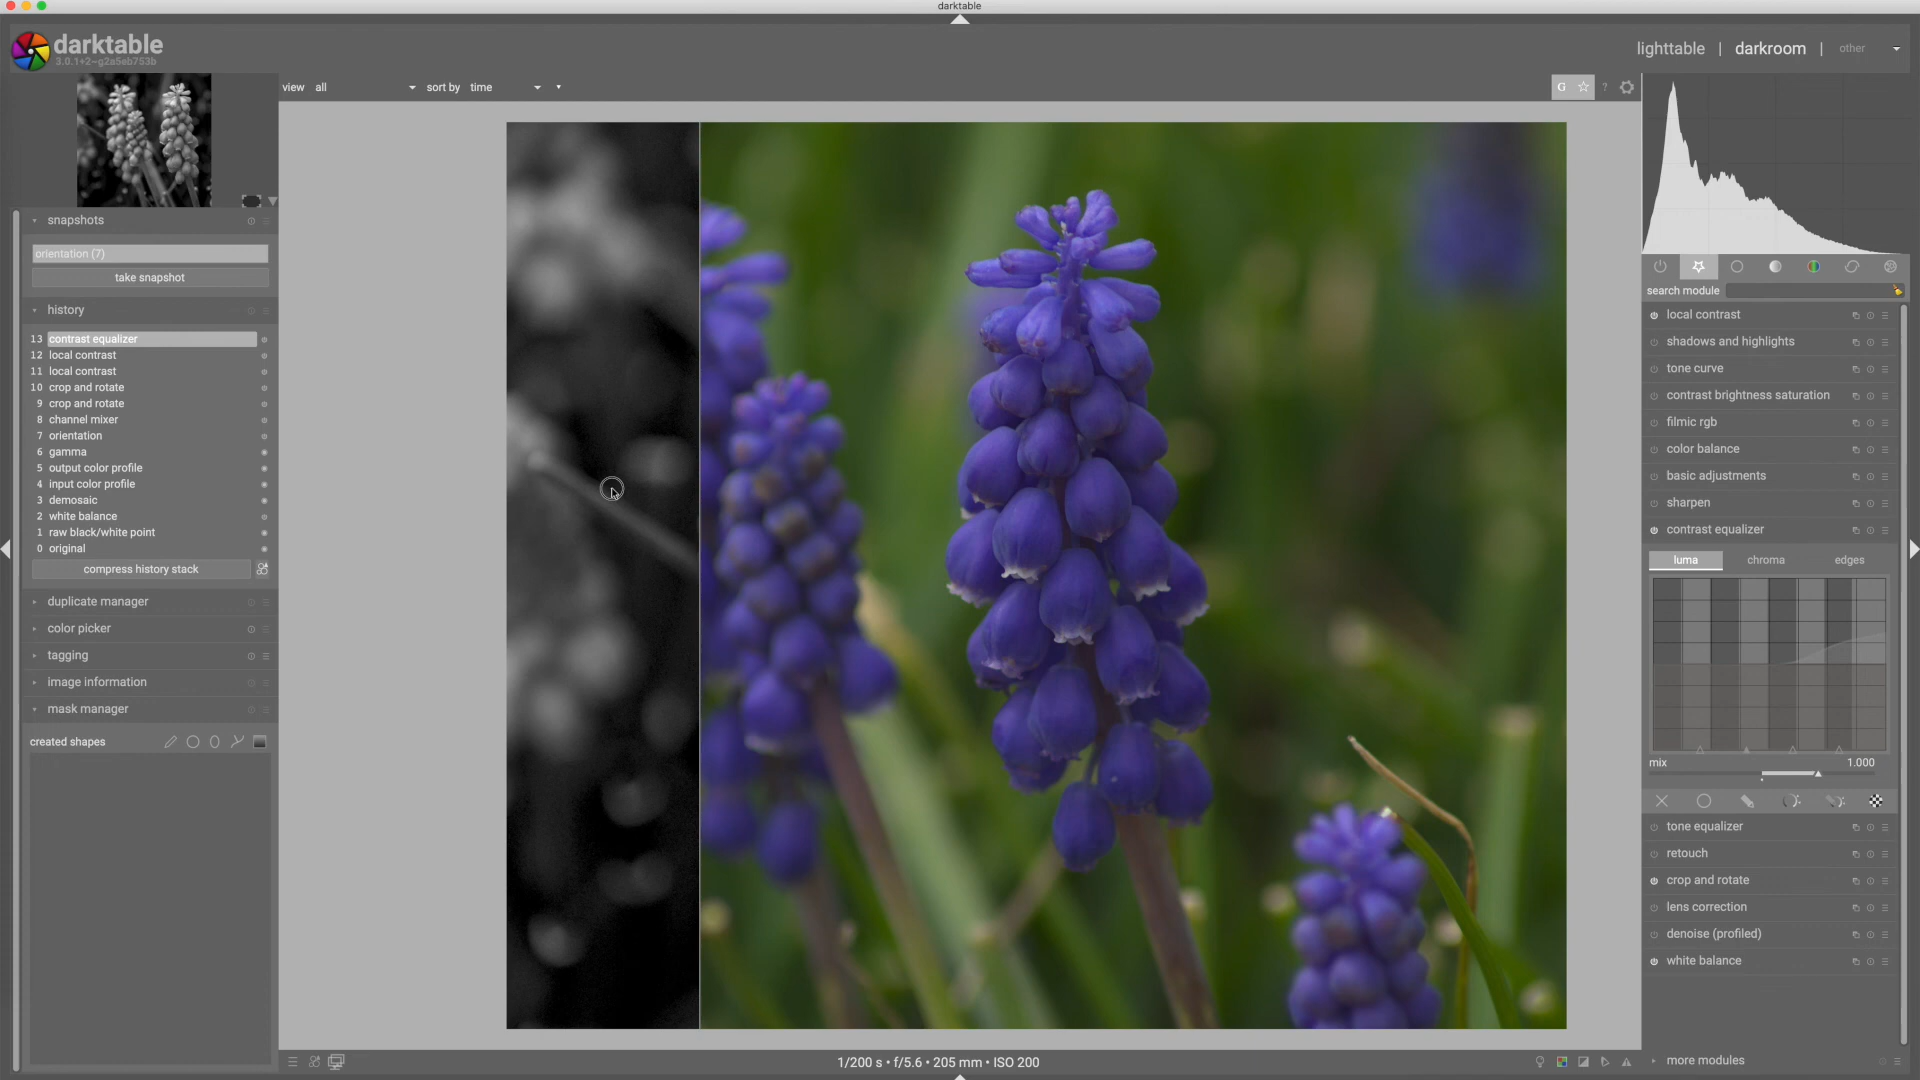 darktable
darktable
3.0.1+2~g2a5eb753b
lighttable | darkroom | other
view all sort by time
G ?
snapshots
orientation (7)
take snapshot
history
13 contrast equalizer
12 local contrast
11 local contrast
10 crop and rotate
9 crop and rotate
8 channel mixer
7 orientation
6 gamma
5 output color profile
4 input color profile
3 demosaic
2 white balance
1 raw black/white point
0 original
compress history stack
duplicate manager
color picker
tagging
image information
mask manager
created shapes
search module
local contrast
shadows and highlights
tone curve
contrast brightness saturation
filmic rgb
color balance
basic adjustments
sharpen
contrast equalizer
luma chroma edges
mix 1.000
tone equalizer
retouch
crop and rotate
lens correction
denoise (profiled)
white balance
more modules
1/200 s • f/5.6 • 205 mm • ISO 200